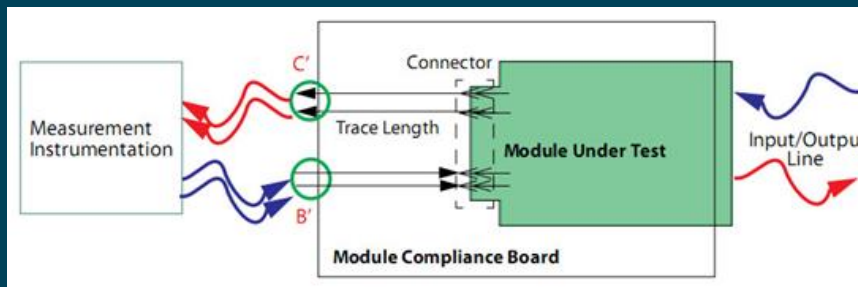 C'
Connector
Measurement
Instrumentation
Trace Length
Module Under Test
Input/Output
Line
B'
Module Compliance Board